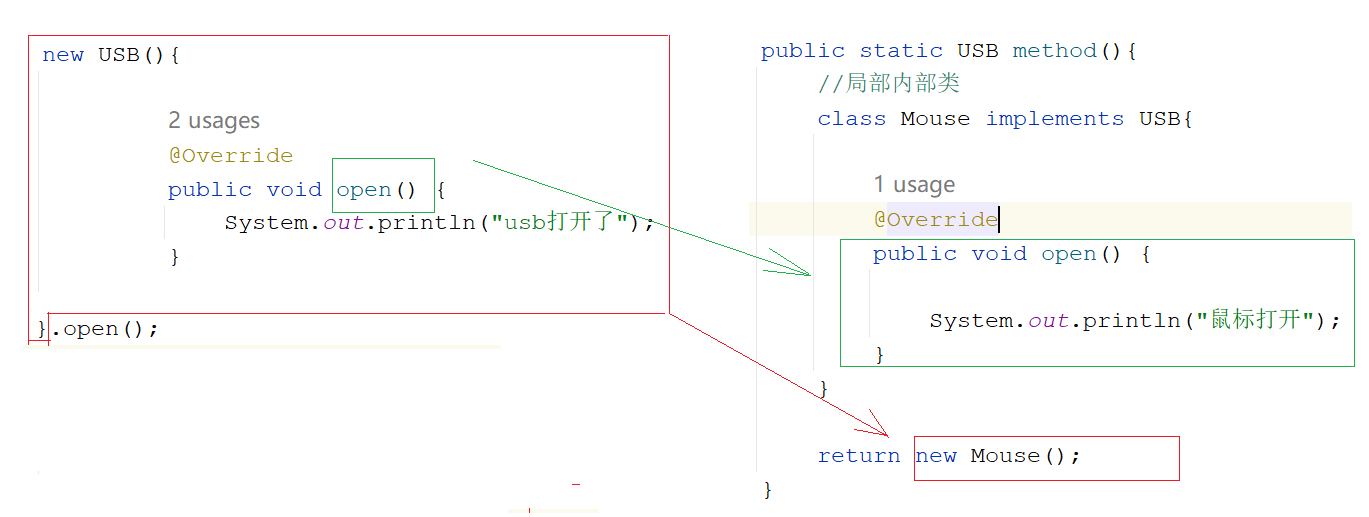 new USB(){
2 usages
@Override
public void open() {
System.out.println("usb打开了");
}
}.open();
public static USB method(){
//局部内部类
class Mouse implements USB{
1 usage
@Override
public void open() {
System.out.println("鼠标打开");
}
}
return new Mouse();
}